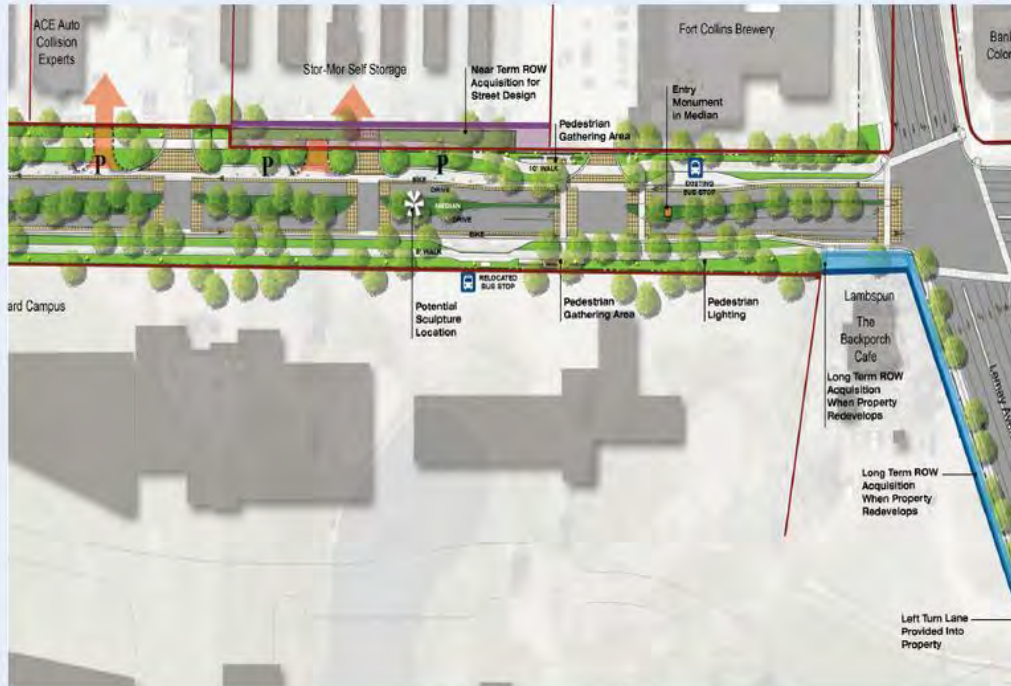 ACE Auto
Collision
Experts
Stor-Mor Self Storage
Fort Collins Brewery
Near Term ROW
Acquisition for
Street Design
Entry
Monument
in Median
Pedestrian
Gathering Area
P
P
P
10' WALK
BIKE
DRIVE
EXISTING
BUS STOP
MEDIAN
DRIVE
BIKE
WALK
RELOCATED
BUS STOP
ard Campus
Potential
Sculpture
Location
Pedestrian
Gathering Area
Pedestrian
Lighting
Lambspun
The
Backporch
Cafe
Long Term ROW
Acquisition
When Property
Redevelops
Lemay
Long Term ROW
Acquisition
When Property
Redevelops
Left Turn Lane
Provided Into
Property